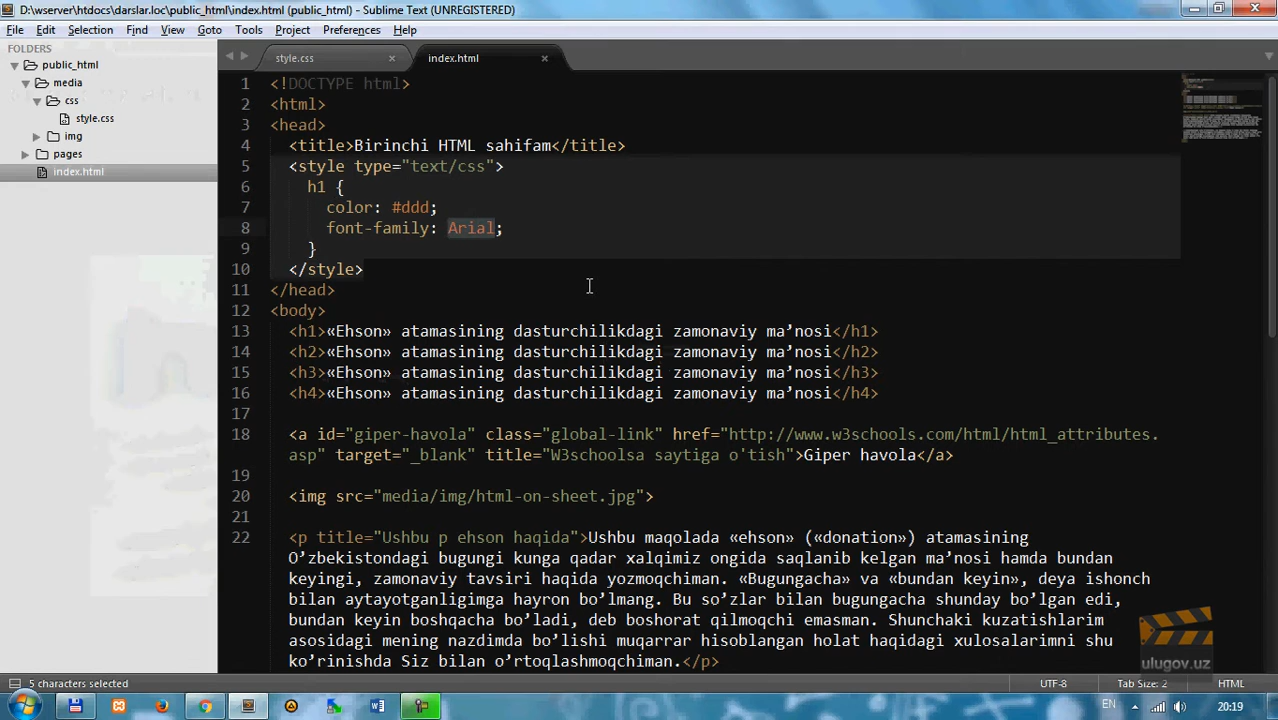 D:\wserver\htdocs\darslar.loc\public_html\index.html (public_html) - Sublime Text (UNREGISTERED)
File Edit Selection Find View Goto Tools Project Preferences Help
FOLDERS
public_html
media
css
style.css
img
pages
index.html
style.css × index.html ×
1 <!DOCTYPE html>
2 <html>
3 <head>
4 <title>Birinchi HTML sahifam</title>
5 <style type="text/css">
6 h1 {
7 color: #ddd;
8 font-family: Arial;
9 }
10 </style>
11 </head>
12 <body>
13 <h1>«Ehson» atamasining dasturchilikdagi zamonaviy ma’nosi</h1>
14 <h2>«Ehson» atamasining dasturchilikdagi zamonaviy ma’nosi</h2>
15 <h3>«Ehson» atamasining dasturchilikdagi zamonaviy ma’nosi</h3>
16 <h4>«Ehson» atamasining dasturchilikdagi zamonaviy ma’nosi</h4>
17
18 <a id="giper-havola" class="global-link" href="http://www.w3schools.com/html/html_attributes.
asp" target="_blank" title="W3schoolsa saytiga o'tish">Giper havola</a>
19
20 <img src="media/img/html-on-sheet.jpg">
21
22 <p title="Ushbu p ehson haqida">Ushbu maqolada «ehson» («donation») atamasining
O’zbekistondagi bugungi kunga qadar xalqimiz ongida saqlanib kelgan ma’nosi hamda bundan
keyingi, zamonaviy tavsiri haqida yozmoqchiman. «Bugungacha» va «bundan keyin», deya ishonch
bilan aytayotganligimga hayron bo’lmang. Bu so’zlar bilan bugungacha shunday bo’lgan edi,
bundan keyin boshqacha bo’ladi, deb boshorat qilmoqchi emasman. Shunchaki kuzatishlarim
asosidagi mening nazdimda bo’lishi muqarrar hisoblangan holat haqidagi xulosalarimni shu
ko’rinishda Siz bilan o’rtoqlashmoqchiman.</p>
ulugov.uz
5 characters selected UTF-8 Tab Size: 2 HTML
EN 20:19